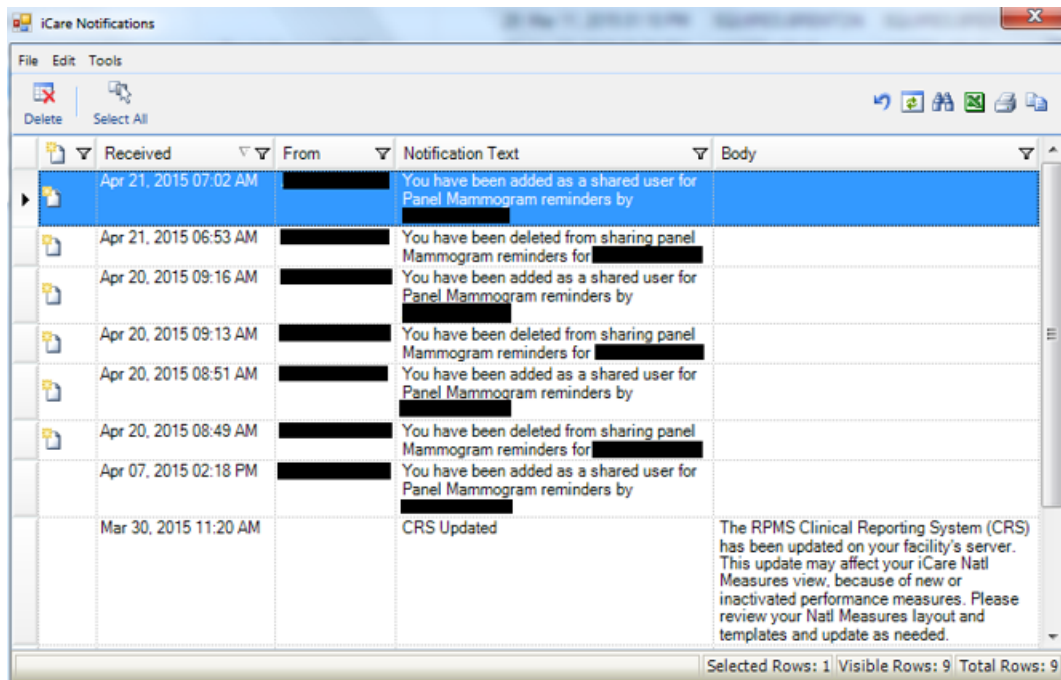 iCare Notifications
File Edit Tools
Delete Select All
Received From Notification Text Body
Apr 21, 2015 07:02 AM You have been added as a shared user for
Panel Mammogram reminders by
Apr 21, 2015 06:53 AM You have been deleted from sharing panel
Mammogram reminders for
Apr 20, 2015 09:16 AM You have been added as a shared user for
Panel Mammogram reminders by
Apr 20, 2015 09:13 AM You have been deleted from sharing panel
Mammogram reminders for
Apr 20, 2015 08:51 AM You have been added as a shared user for
Panel Mammogram reminders by
Apr 20, 2015 08:49 AM You have been deleted from sharing panel
Mammogram reminders for
Apr 07, 2015 02:18 PM You have been added as a shared user for
Panel Mammogram reminders by
Mar 30, 2015 11:20 AM CRS Updated The RPMS Clinical Reporting System (CRS)
has been updated on your facility's server.
This update may affect your iCare Natl
Measures view, because of new or
inactivated performance measures. Please
review your Natl Measures layout and
templates and update as needed.
Selected Rows: 1 Visible Rows: 9 Total Rows: 9